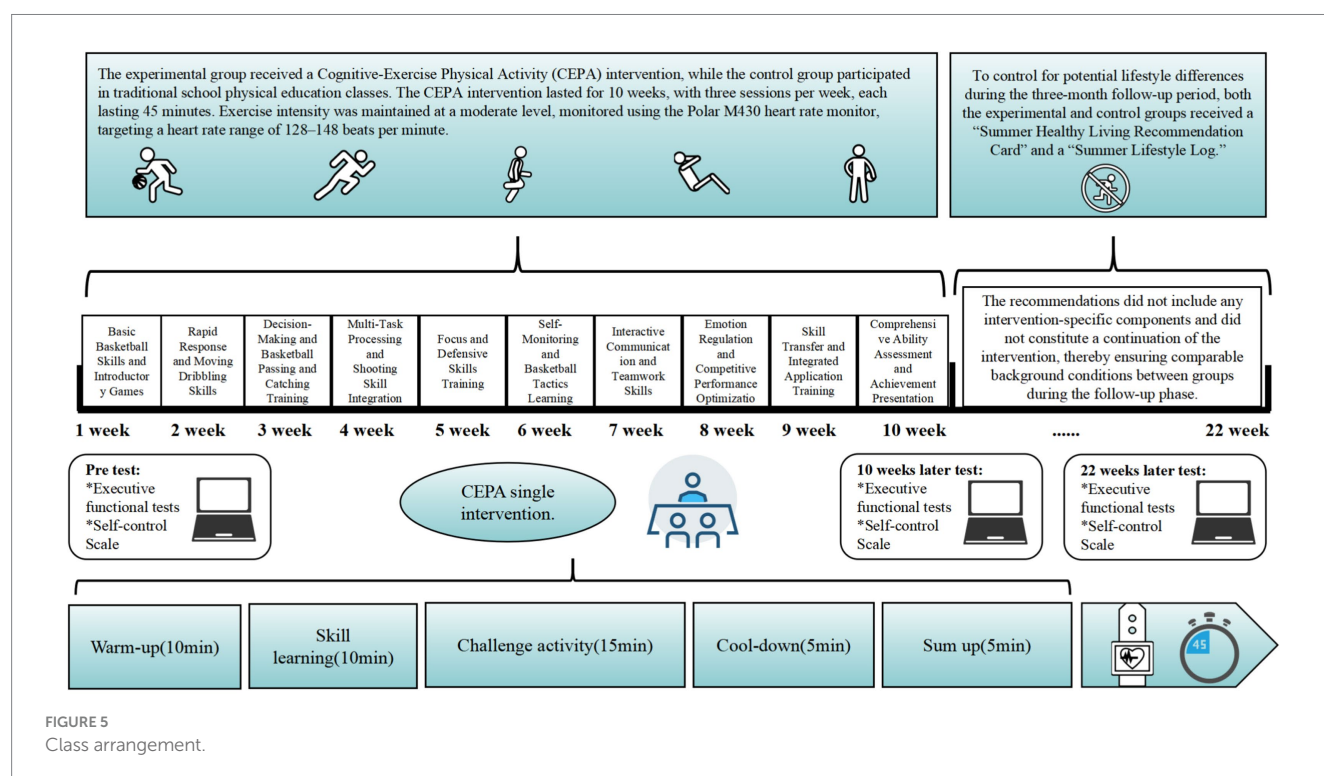 The experimental group received a Cognitive-Exercise Physical Activity (CEPA) intervention, while the control group participated
in traditional school physical education classes. The CEPA intervention lasted for 10 weeks, with three sessions per week, each
lasting 45 minutes. Exercise intensity was maintained at a moderate level, monitored using the Polar M430 heart rate monitor,
targeting a heart rate range of 128–148 beats per minute.
To control for potential lifestyle differences
during the three-month follow-up period, both
the experimental and control groups received a
“Summer Healthy Living Recommendation
Card” and a “Summer Lifestyle Log.”
Basic
Basketball
Skills and
Introductor
y Games
Rapid
Response
and Moving
Dribbling
Skills
Decision-
Making and
Basketball
Passing and
Catching
Training
Multi-Task
Processing
and
Shooting
Skill
Integration
Focus and
Defensive
Skills
Training
Self-
Monitoring
and
Basketball
Tactics
Learning
Interactive
Communicat
ion and
Teamwork
Skills
Emotion
Regulation
and
Competitive
Performance
Optimizatio
Skill
Transfer and
Integrated
Application
Training
Comprehensi
ve Ability
Assessment
and
Achievement
Presentation
The recommendations did not include any
intervention-specific components and did
not constitute a continuation of the
intervention, thereby ensuring comparable
background conditions between groups
during the follow-up phase.
1 week
2 week
3 week
4 week
5 week
6 week
7 week
8 week
9 week
10 week
......
22 week
Pre test:
*Executive
functional tests
*Self-control
Scale
CEPA single
intervention.
10 weeks later test:
*Executive
functional tests
*Self-control
Scale
22 weeks later test:
*Executive
functional tests
*Self-control
Scale
Warm-up(10min)
Skill
learning(10min)
Challenge activity(15min)
Cool-down(5min)
Sum up(5min)
45
FIGURE 5
Class arrangement.